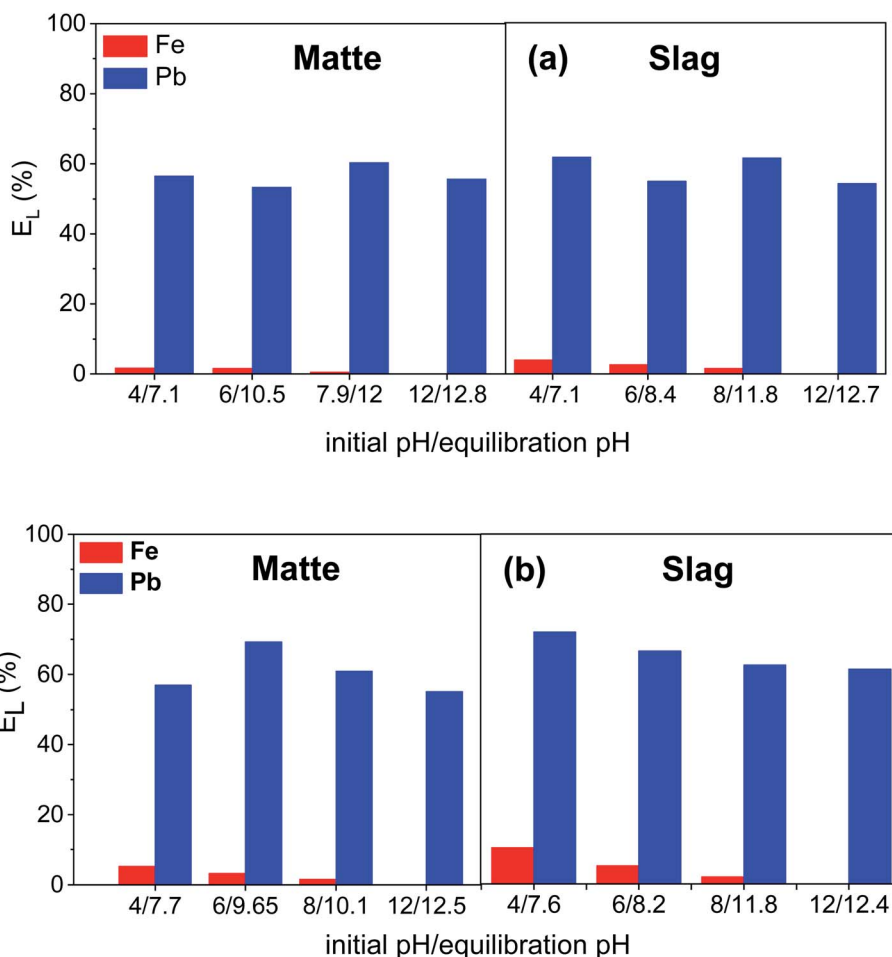 100
80
60
40
20
0
E_L (%)
Fe
Pb
Matte
(a) Slag
4/7.1 6/10.5 7.9/12 12/12.8 4/7.1 6/8.4 8/11.8 12/12.7
initial pH/equilibration pH
100
80
60
40
20
0
E_L (%)
Fe
Pb
Matte
(b) Slag
4/7.7 6/9.65 8/10.1 12/12.5 4/7.6 6/8.2 8/11.8 12/12.4
initial pH/equilibration pH